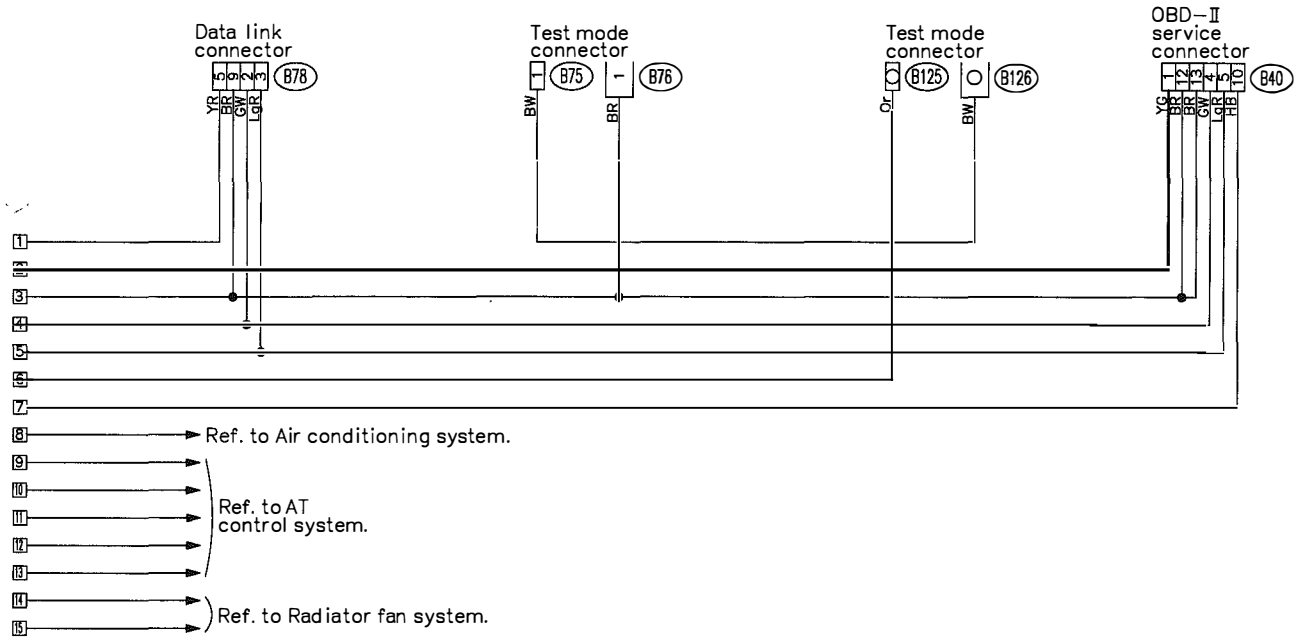 Data link
connector
5 9 2 3 B78
YR BR GW LgR
Test mode
connector
1 B75 1 B76
BW BR
Test mode
connector
B125 B126
Or BW
OBD-II
service
connector
1 12 13 4 5 10 B40
YG BR BR GW LgR HB
1
2
3
4
5
6
7
8 Ref. to Air conditioning system.
9
10
11
12
13
Ref. to AT
control system.
14
15
Ref. to Radiator fan system.